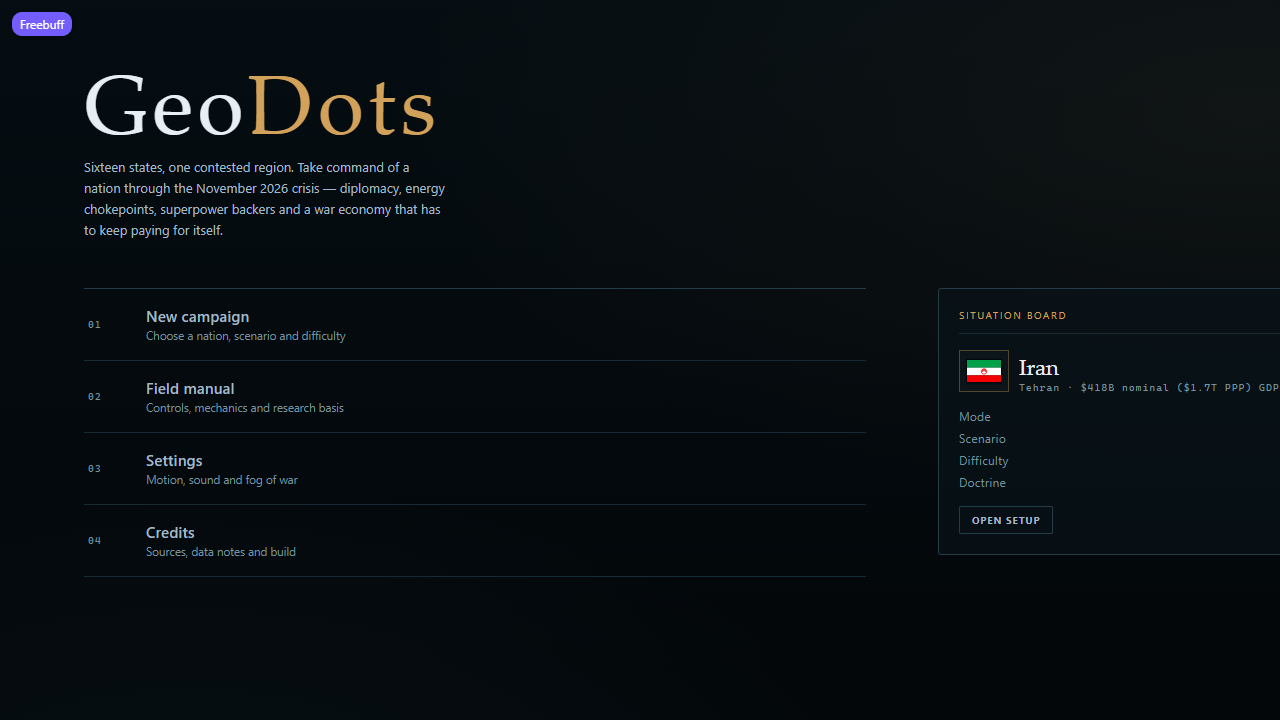 Freebuff
GeoDots
Sixteen states, one contested region. Take command of a
nation through the November 2026 crisis — diplomacy, energy
chokepoints, superpower backers and a war economy that has
to keep paying for itself.
01
New campaign
Choose a nation, scenario and difficulty
02
Field manual
Controls, mechanics and research basis
03
Settings
Motion, sound and fog of war
04
Credits
Sources, data notes and build
SITUATION BOARD
Iran
Tehran · $418B nominal ($1.7T PPP) GDP
Mode
Scenario
Difficulty
Doctrine
OPEN SETUP